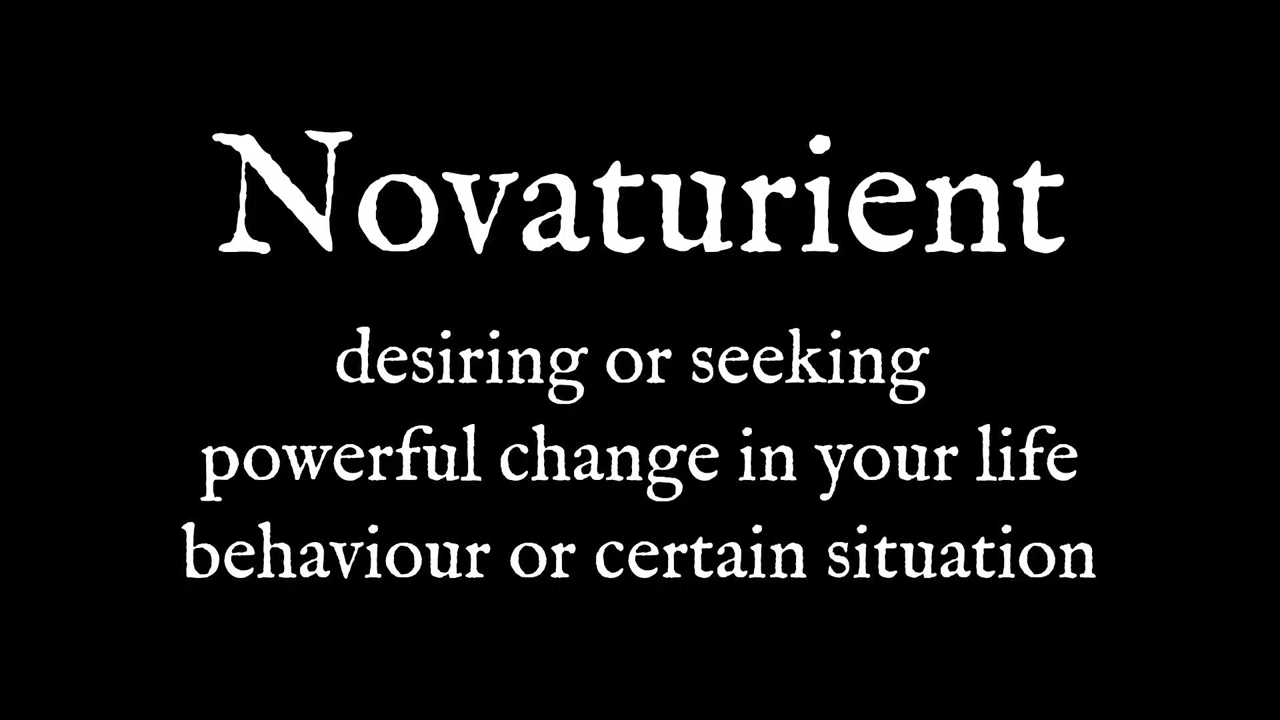 Novaturient
desiring or seeking
powerful change in your life
behaviour or certain situation